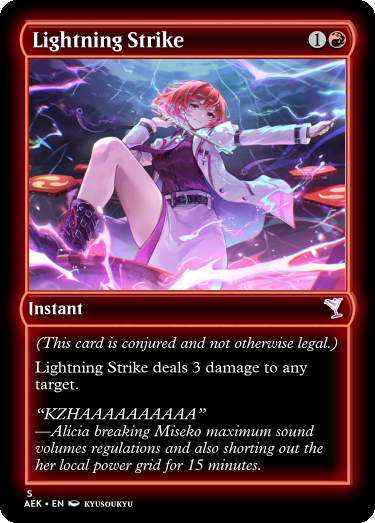 Lightning Strike
1
Instant
(This card is conjured and not otherwise legal.)
Lightning Strike deals 3 damage to any
target.
“KZHAAAAAAAAAAA”
—Alicia breaking Miseko maximum sound
volumes regulations and also shorting out the
her local power grid for 15 minutes.
S
AEK • EN KYUSOUKYU